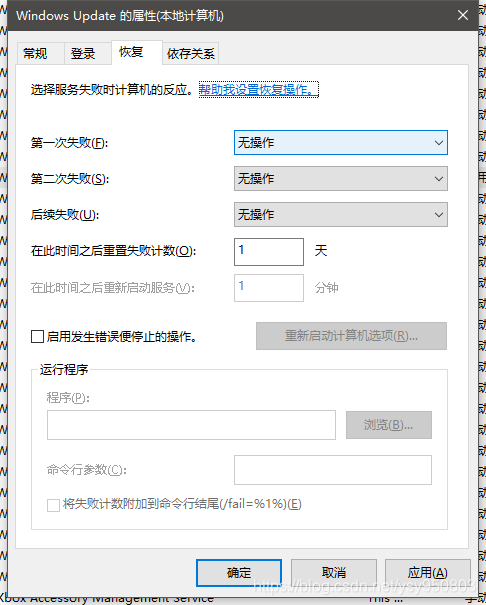 Windows Update 的属性(本地计算机)
常规 登录 恢复 依存关系
选择服务失败时计算机的反应。帮助我设置恢复操作。
第一次失败(F): 无操作
第二次失败(S): 无操作
后续失败(U): 无操作
在此时间之后重置失败计数(O): 1 天
在此时间之后重新启动服务(V): 1 分钟
启用发生错误便停止的操作。 重新启动计算机选项(R)...
运行程序
程序(P):
浏览(B)...
命令行参数(C):
将失败计数附加到命令行结尾(/fail=%1%)(E)
确定 取消 应用(A)
https://blog.csdn.net/ysy950809
Xbox Accessory Management Service This ...